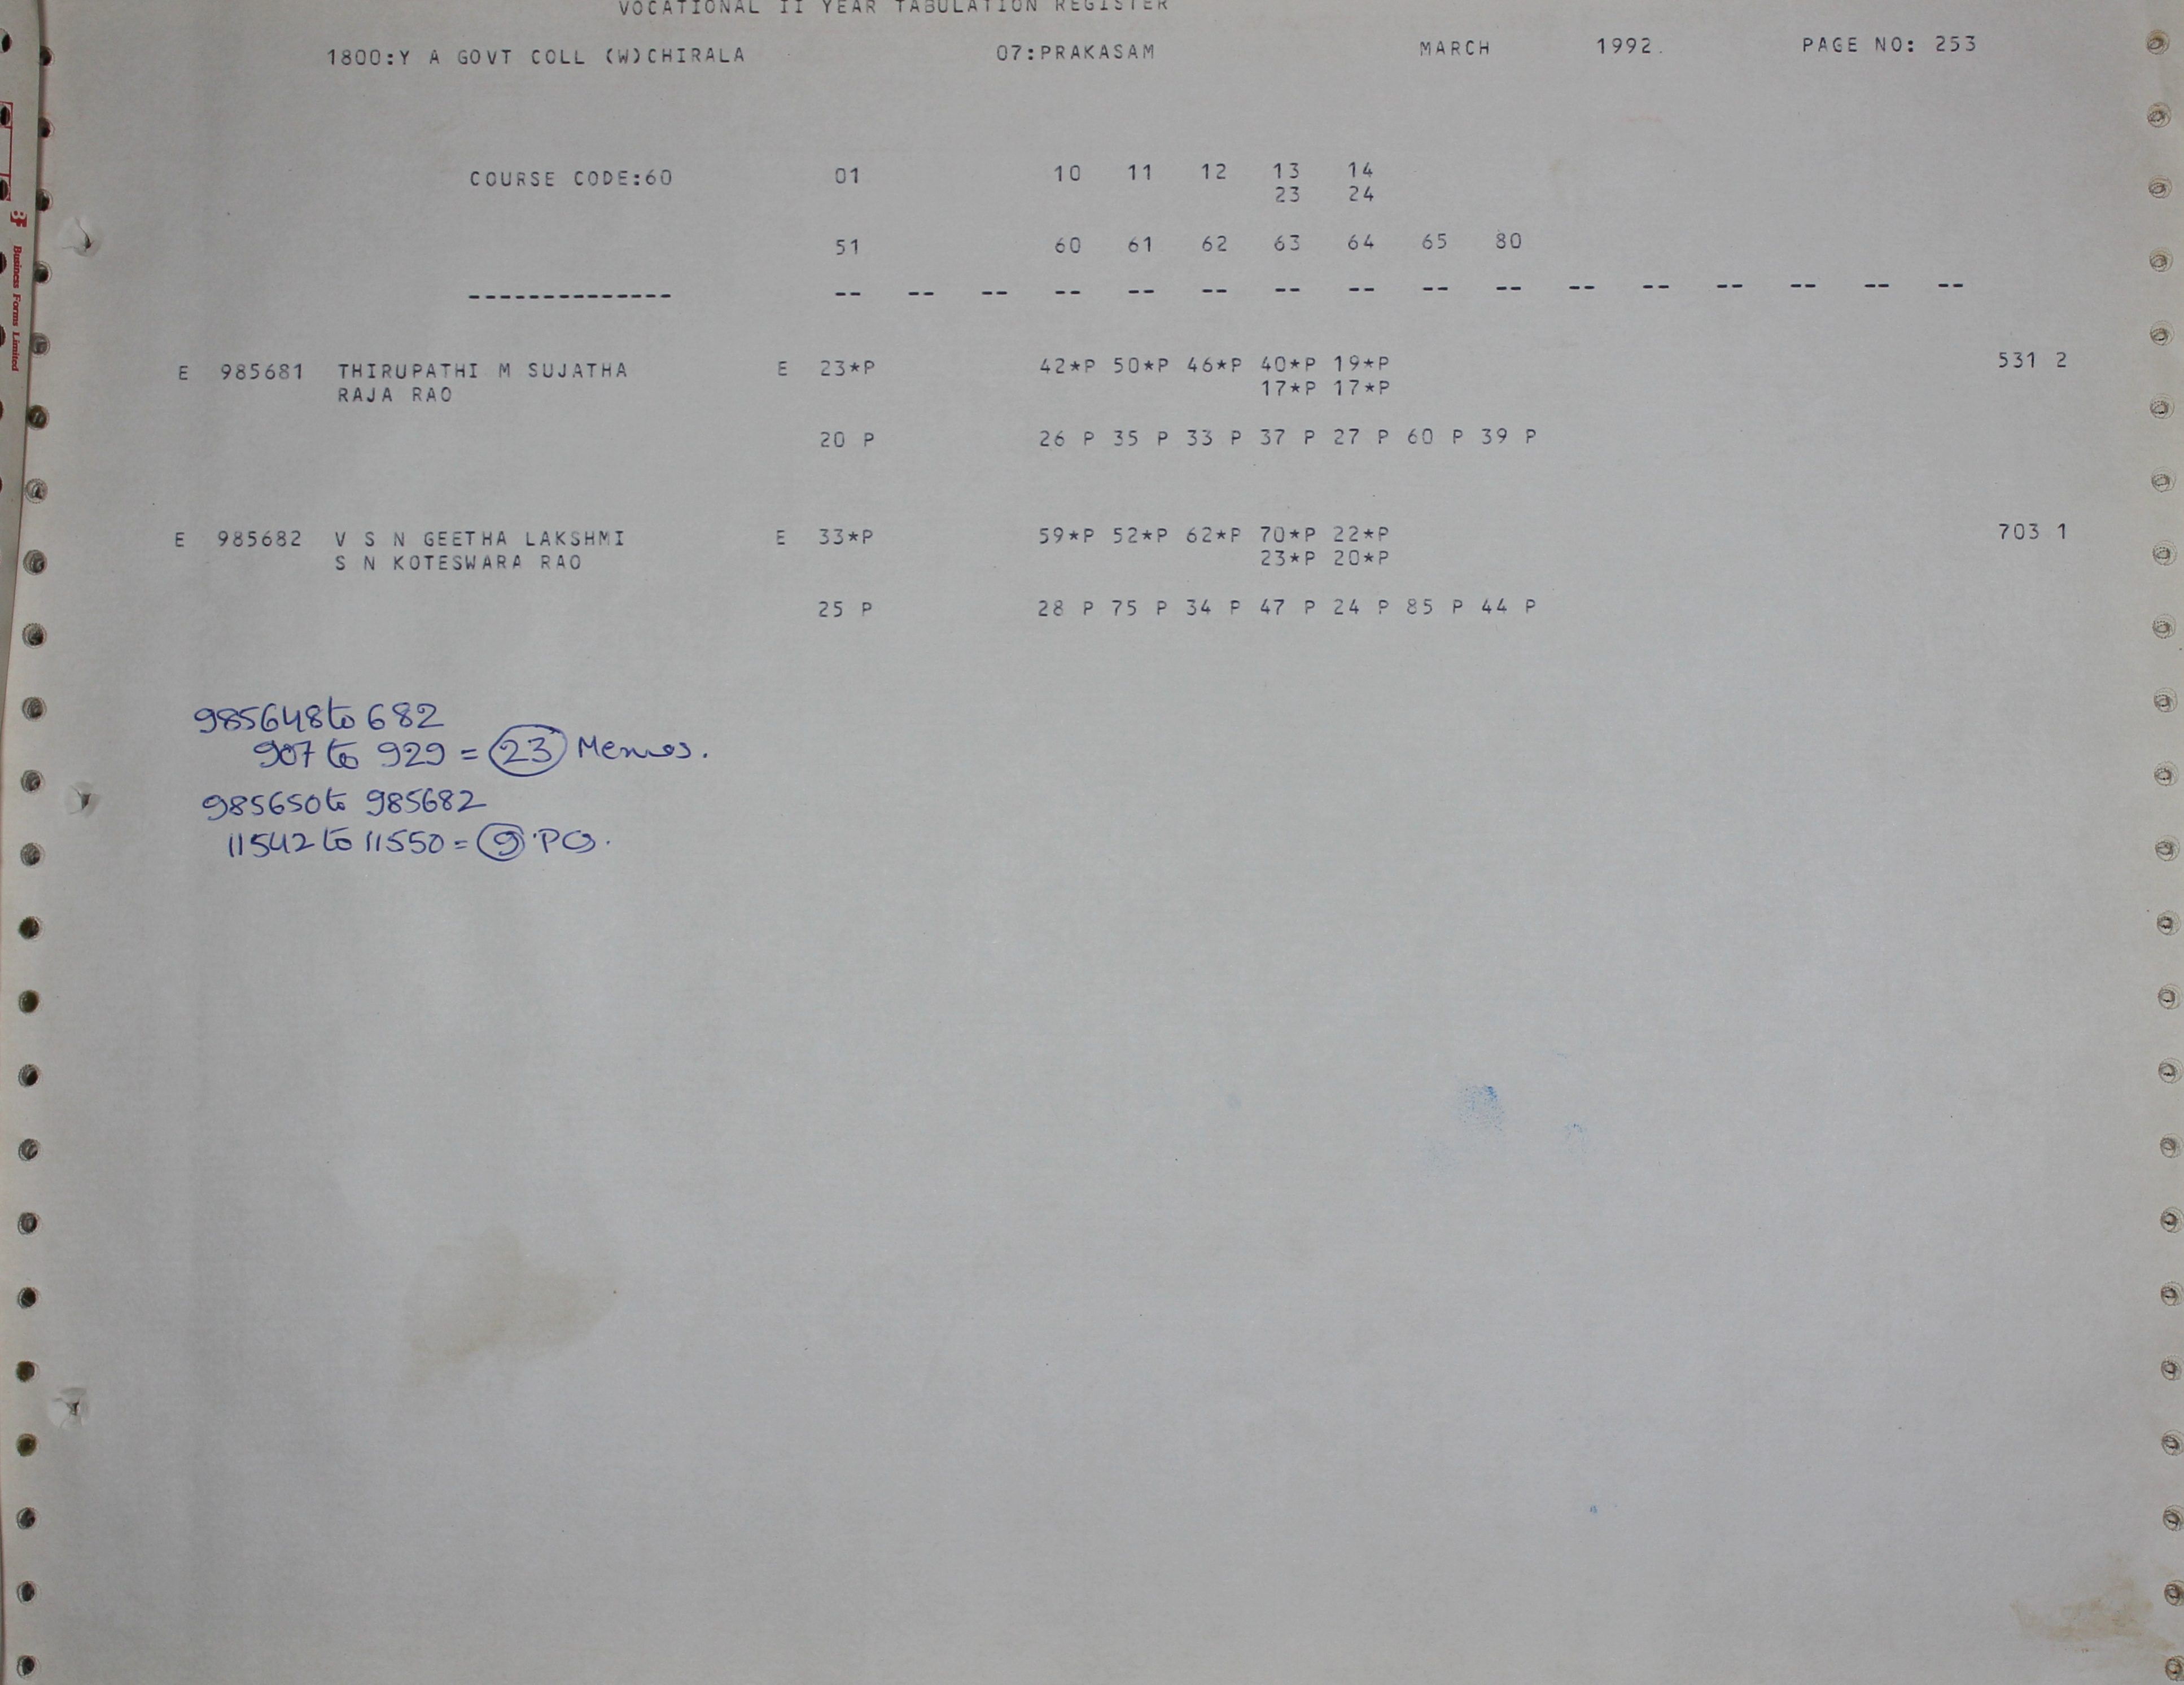 VOCATIONAL II YEAR TABULATION REGISTER
1800:Y A GOVT COLL (W)CHIRALA 07:PRAKASAM MARCH 1992. PAGE NO: 253
COURSE CODE:60 01 10 11 12 13 14
23 24
51 60 61 62 63 64 65 80
-------------- -- -- -- -- -- -- -- -- -- -- -- -- -- -- -- --
E 985681 THIRUPATHI M SUJATHA E 23*P 42*P 50*P 46*P 40*P 19*P 531 2
RAJA RAO 17*P 17*P
20 P 26 P 35 P 33 P 37 P 27 P 60 P 39 P
E 985682 V S N GEETHA LAKSHMI E 33*P 59*P 52*P 62*P 70*P 22*P 703 1
S N KOTESWARA RAO 23*P 20*P
25 P 28 P 75 P 34 P 47 P 24 P 85 P 44 P
985648 to 682
907 to 929 = 23 Memos.
985650 to 985682
11542 to 11550 = 9 PC.
Business Forms Limited